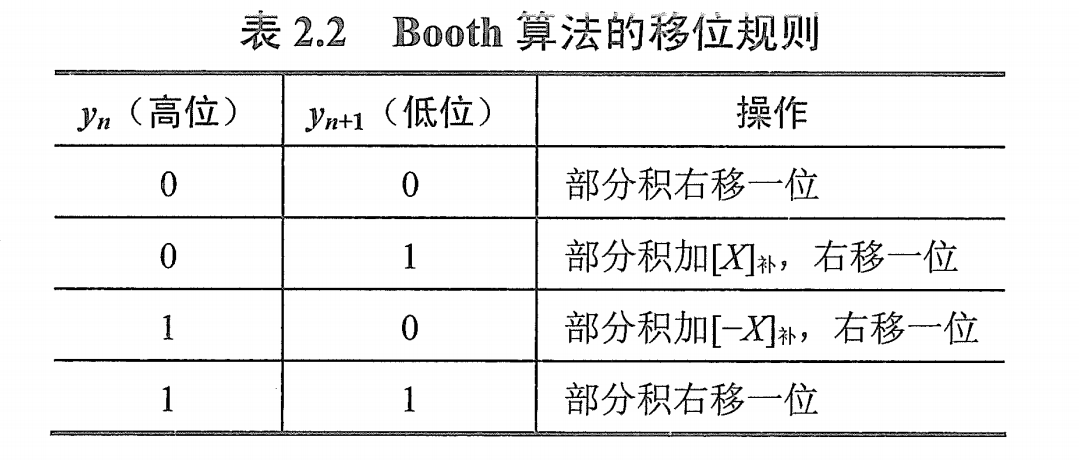 表 2.2 Booth 算法的移位规则
yn（高位） yn+1（低位） 操作
0 0 部分积右移一位
0 1 部分积加[X]补，右移一位
1 0 部分积加[-X]补，右移一位
1 1 部分积右移一位